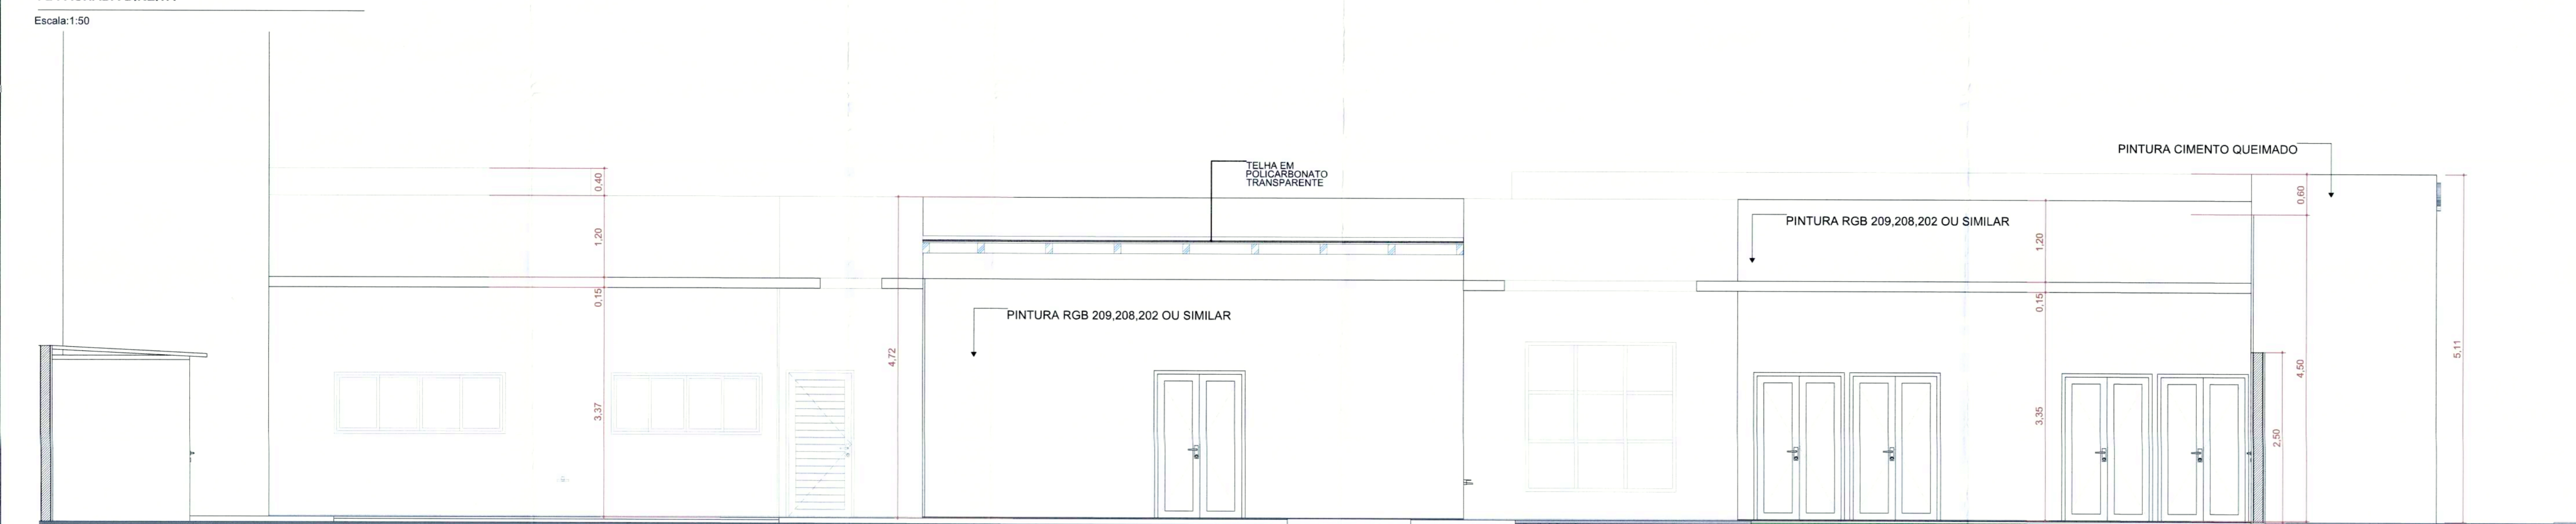 Escala:1:50
PINTURA CIMENTO QUEIMADO
TELHA EM
POLICARBONATO
TRANSPARENTE
0,40
0,60
PINTURA RGB 209,208,202 OU SIMILAR
1,20
1,20
0,15
0,15
PINTURA RGB 209,208,202 OU SIMILAR
4,72
5,11
4,50
3,37
3,35
2,50